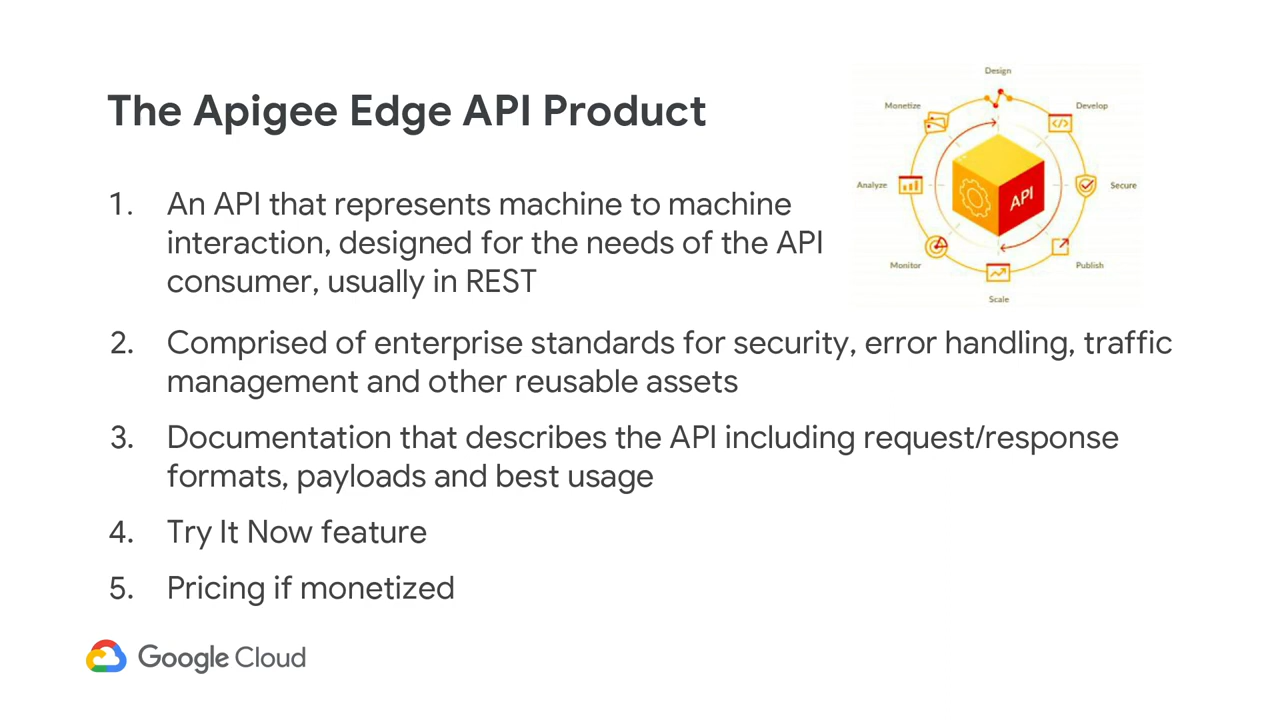 The Apigee Edge API Product
1. An API that represents machine to machine
interaction, designed for the needs of the API
consumer, usually in REST
2. Comprised of enterprise standards for security, error handling, traffic
management and other reusable assets
3. Documentation that describes the API including request/response
formats, payloads and best usage
4. Try It Now feature
5. Pricing if monetized
Design
Develop
Secure
Publish
Scale
Monitor
Analyze
Monetize
API
Google Cloud